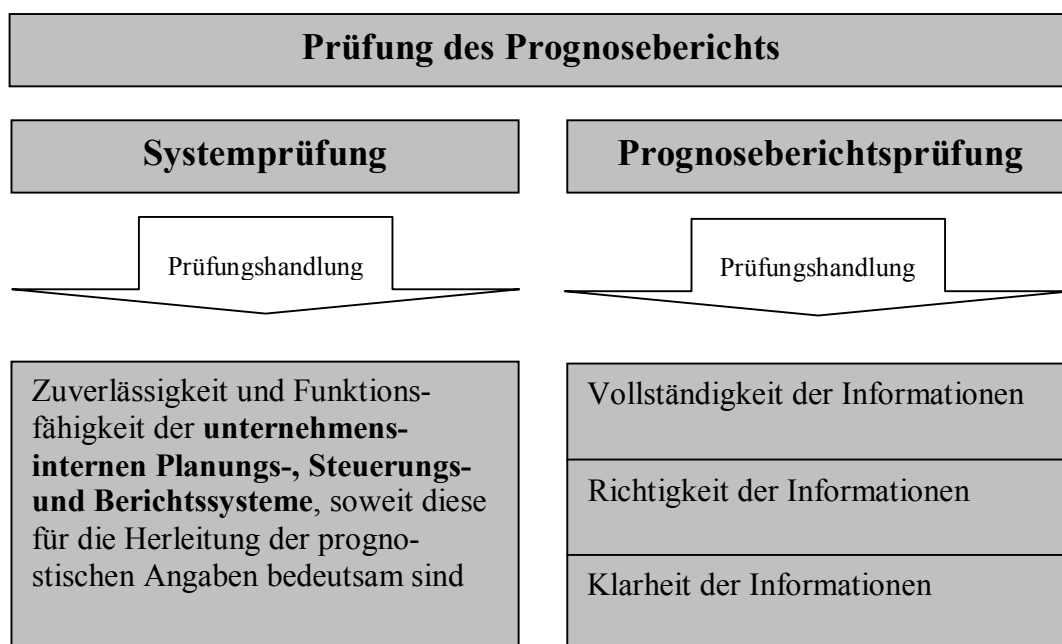 Prüfung des Prognoseberichts
Systemprüfung
Prüfungshandlung
Zuverlässigkeit und Funktions-
fähigkeit der unternehmens-
internen Planungs-, Steuerungs-
und Berichtssysteme, soweit diese
für die Herleitung der progno-
stischen Angaben bedeutsam sind
Prognoseberichtsprüfung
Prüfungshandlung
Vollständigkeit der Informationen
Richtigkeit der Informationen
Klarheit der Informationen